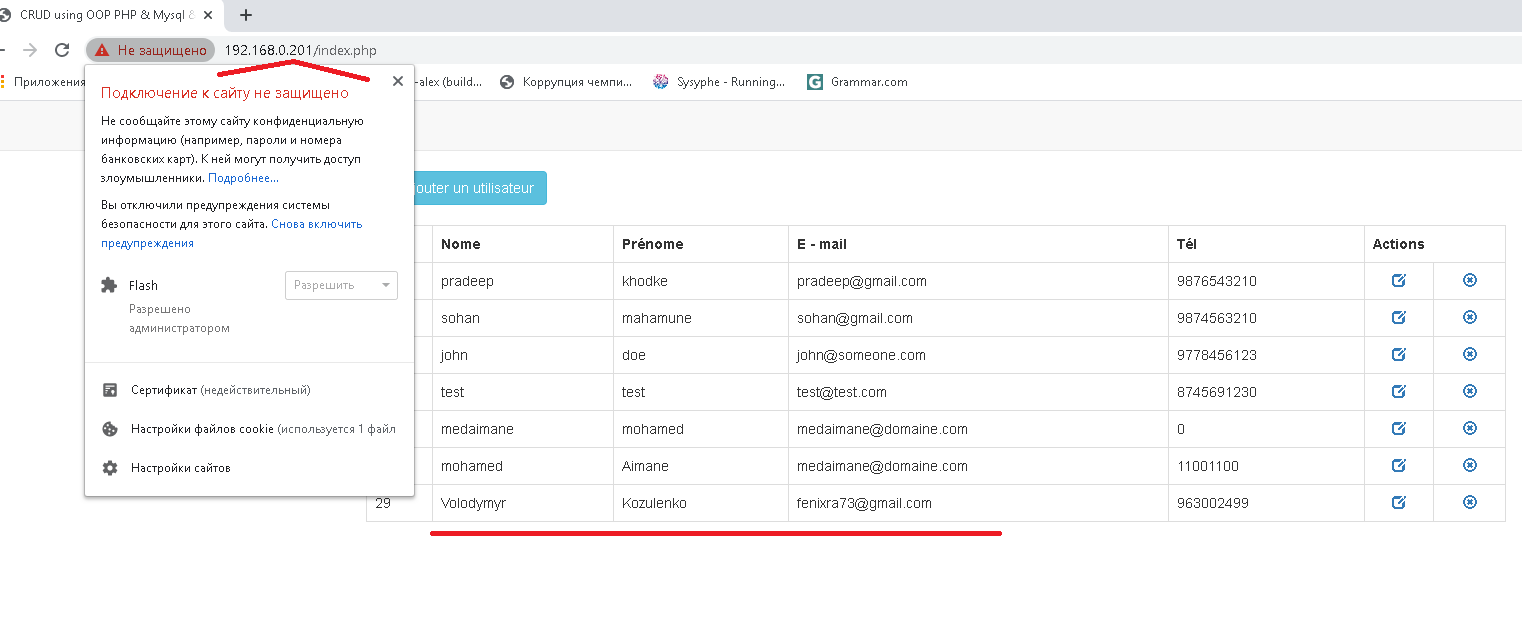 CRUD using OOP PHP & Mysql &
Не защищено 192.168.0.201/index.php
Приложения -alex (build... Коррупция чемпи... Sysyphe - Running... Grammar.com
Подключение к сайту не защищено
Не сообщайте этому сайту конфиденциальную
информацию (например, пароли и номера
банковских карт). К ней могут получить доступ
злоумышленники. Подробнее...
Вы отключили предупреждения системы
безопасности для этого сайта. Снова включить
предупреждения
Flash Разрешить
Разрешено
администратором
Сертификат (недействительный)
Настройки файлов cookie (используется 1 файл
Настройки сайтов
outer un utilisateur
Nome Prénome E - mail Tél Actions
pradeep khodke pradeep@gmail.com 9876543210
sohan mahamune sohan@gmail.com 9874563210
john doe john@someone.com 9778456123
test test test@test.com 8745691230
medaimane mohamed medaimane@domaine.com 0
mohamed Aimane medaimane@domaine.com 11001100
29 Volodymyr Kozulenko fenixra73@gmail.com 963002499